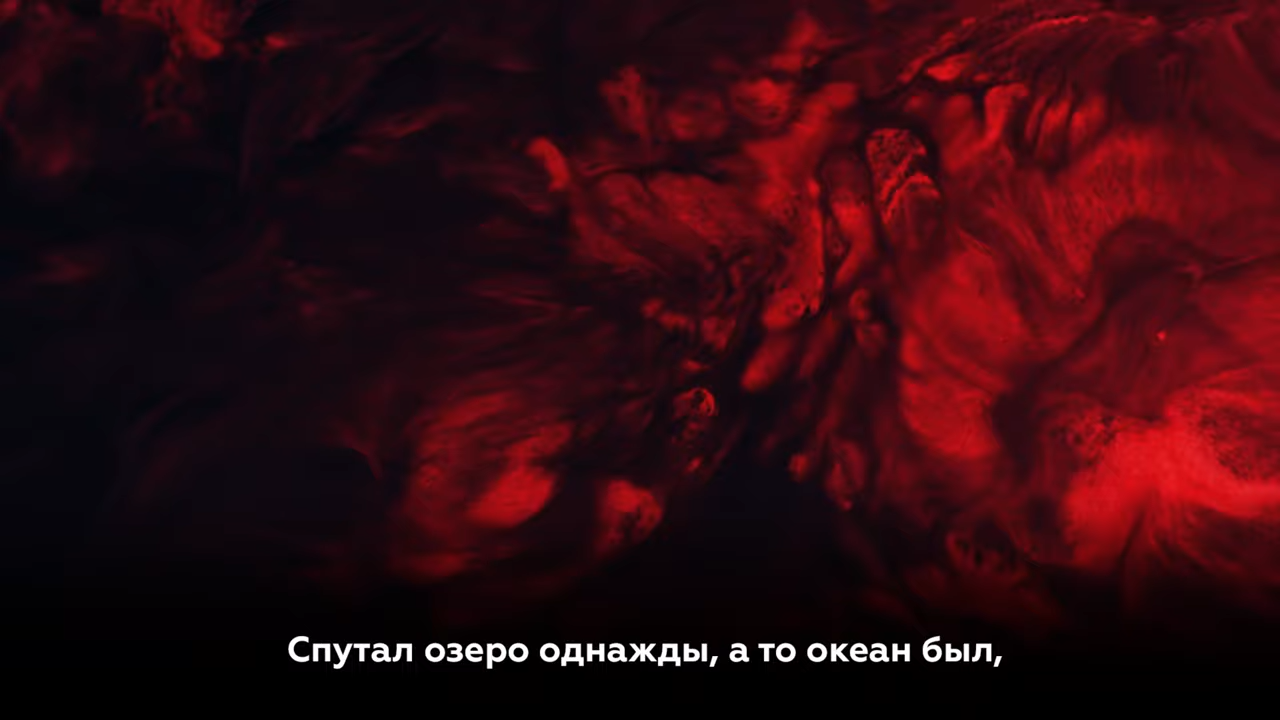 Спутал озеро однажды, а то океан был,